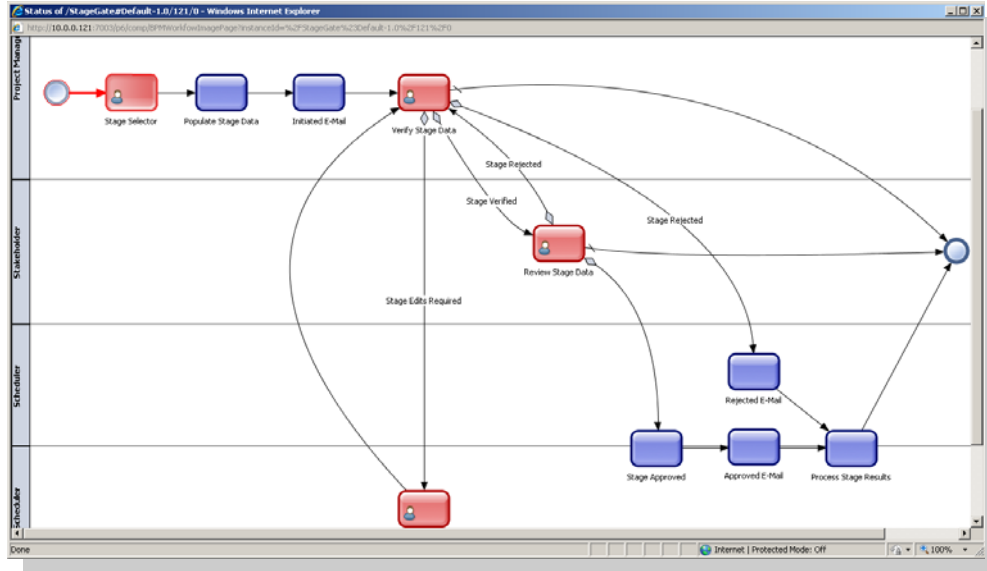 Status of /StageGate#Default-1.0/121/0 - Windows Internet Explorer
http://10.0.0.121:7003/p6/comp/BPMWorkflowImagePage?instanceId=%2FStageGate%23Default-1.0%2F121%2F0
Project Manag
Stage Selector
Populate Stage Data
Initiated E-Mail
Verify Stage Data
Stage Rejected
Stage Verified
Stage Rejected
Stakeholder
Review Stage Data
Stage Edits Required
Scheduler
Rejected E-Mail
Stage Approved
Approved E-Mail
Process Stage Results
Scheduler
Done
Internet | Protected Mode: Off
100%